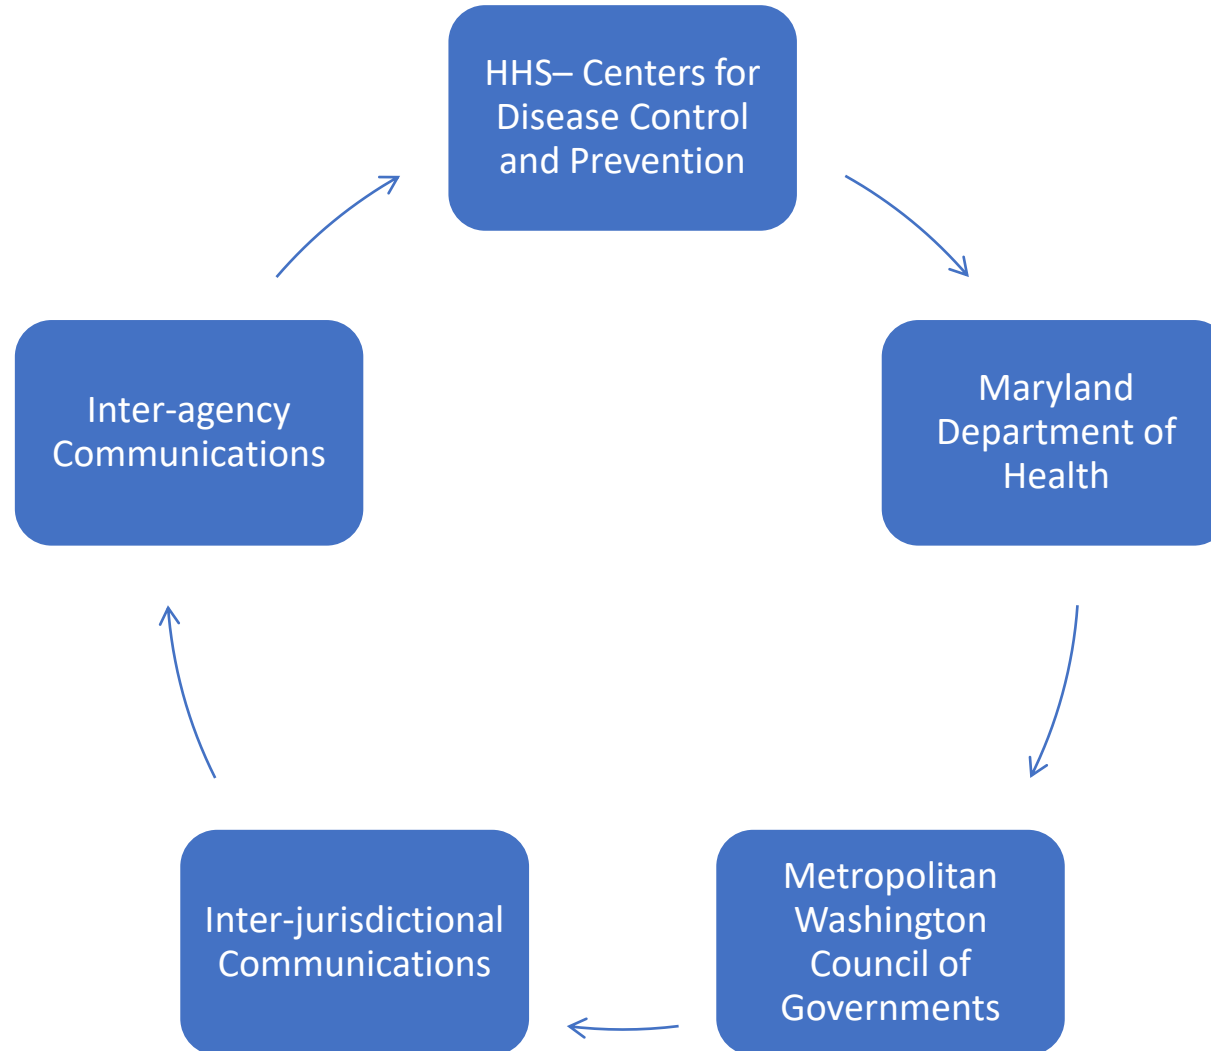 HHS– Centers for
Disease Control
and Prevention
Maryland
Department of
Health
Metropolitan
Washington
Council of
Governments
Inter-jurisdictional
Communications
Inter-agency
Communications